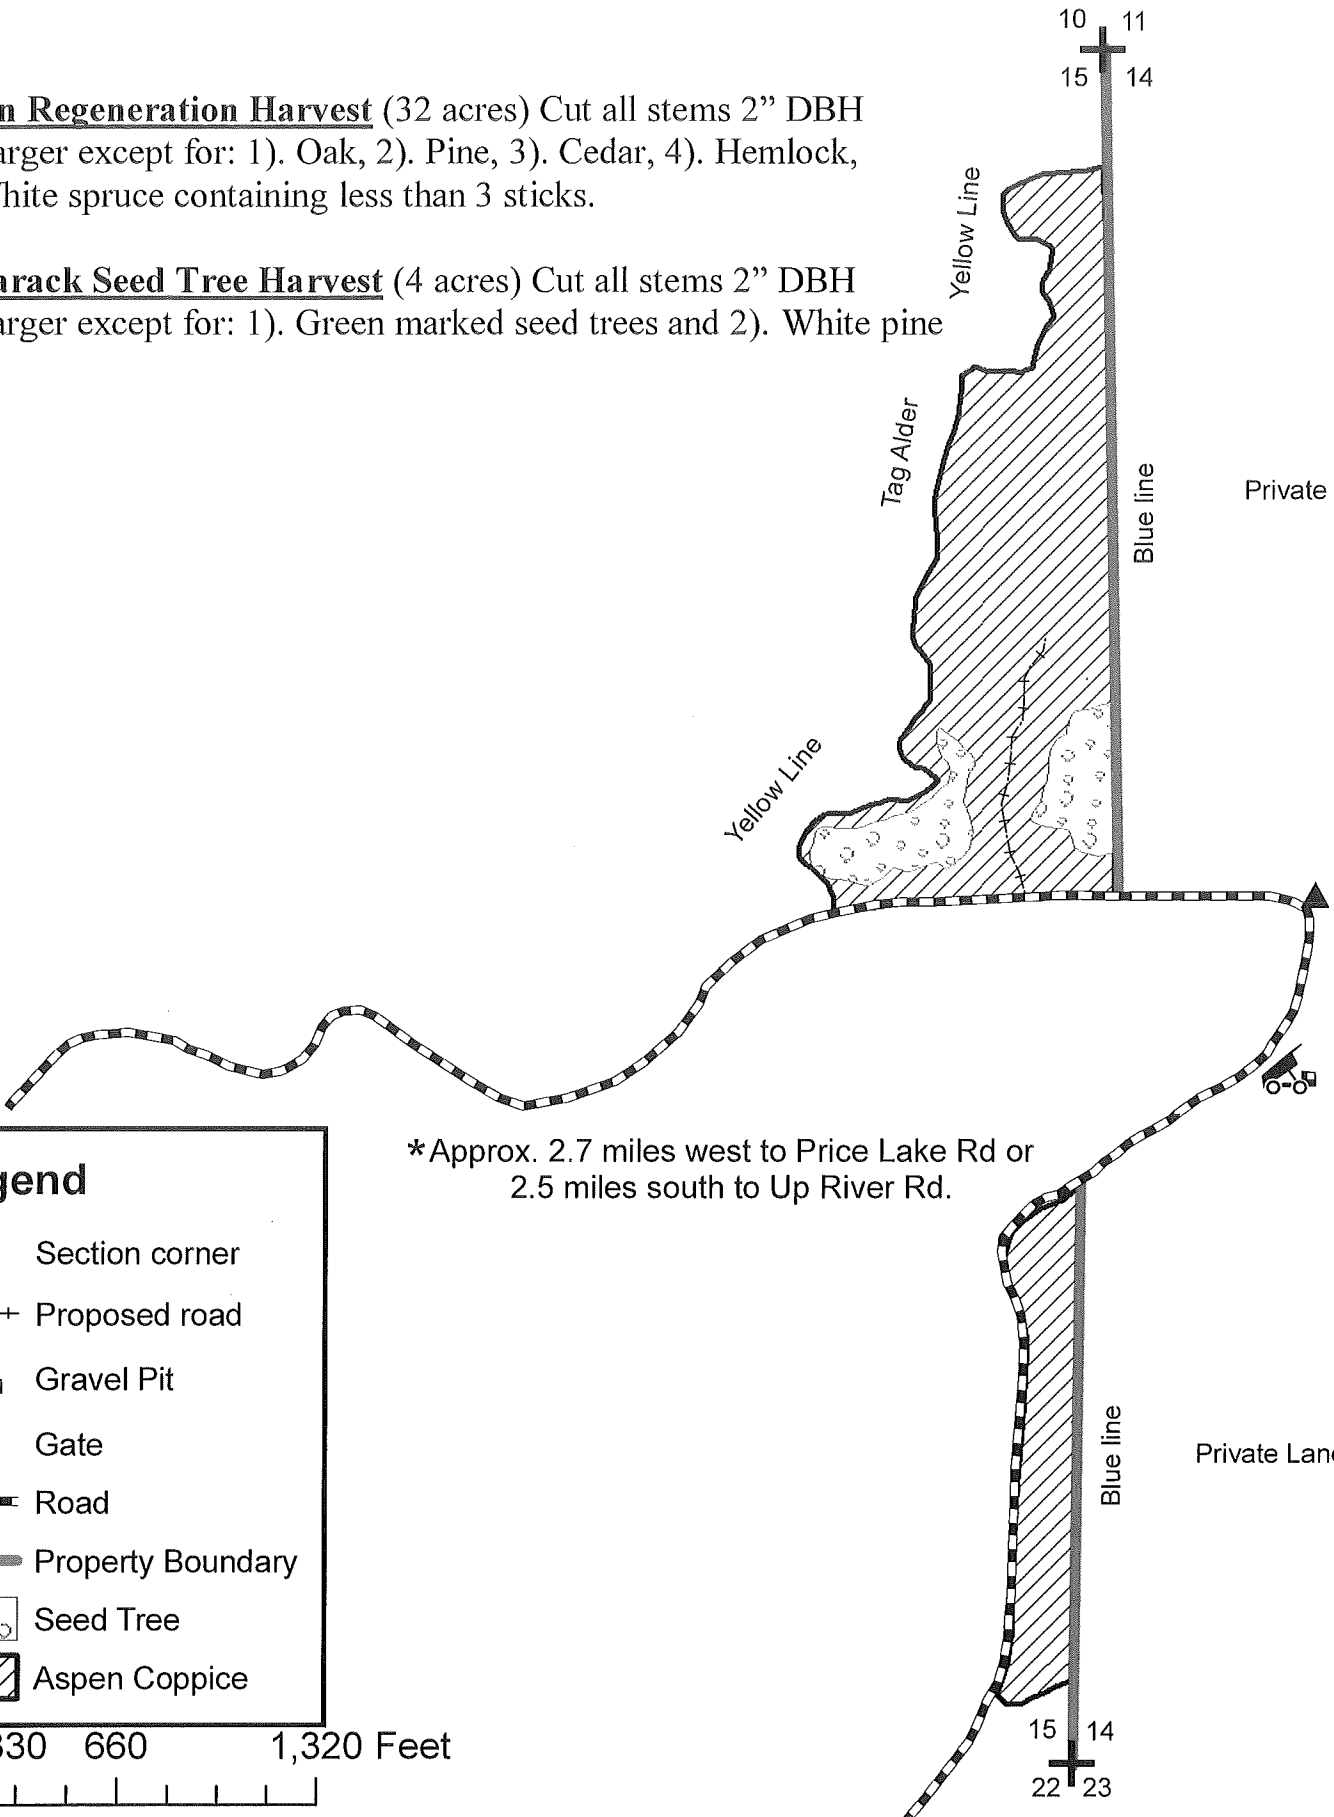 10 11
15 14
n Regeneration Harvest (32 acres) Cut all stems 2” DBH
arger except for: 1). Oak, 2). Pine, 3). Cedar, 4). Hemlock,
hite spruce containing less than 3 sticks.
arack Seed Tree Harvest (4 acres) Cut all stems 2” DBH
arger except for: 1). Green marked seed trees and 2). White pine
Yellow Line
Tag Alder
Blue line
Private
Yellow Line
*Approx. 2.7 miles west to Price Lake Rd or
2.5 miles south to Up River Rd.
gend
Section corner
Proposed road
Gravel Pit
Gate
Road
Property Boundary
Seed Tree
Aspen Coppice
Blue line
Private Land
330 660 1,320 Feet
15 14
22 23